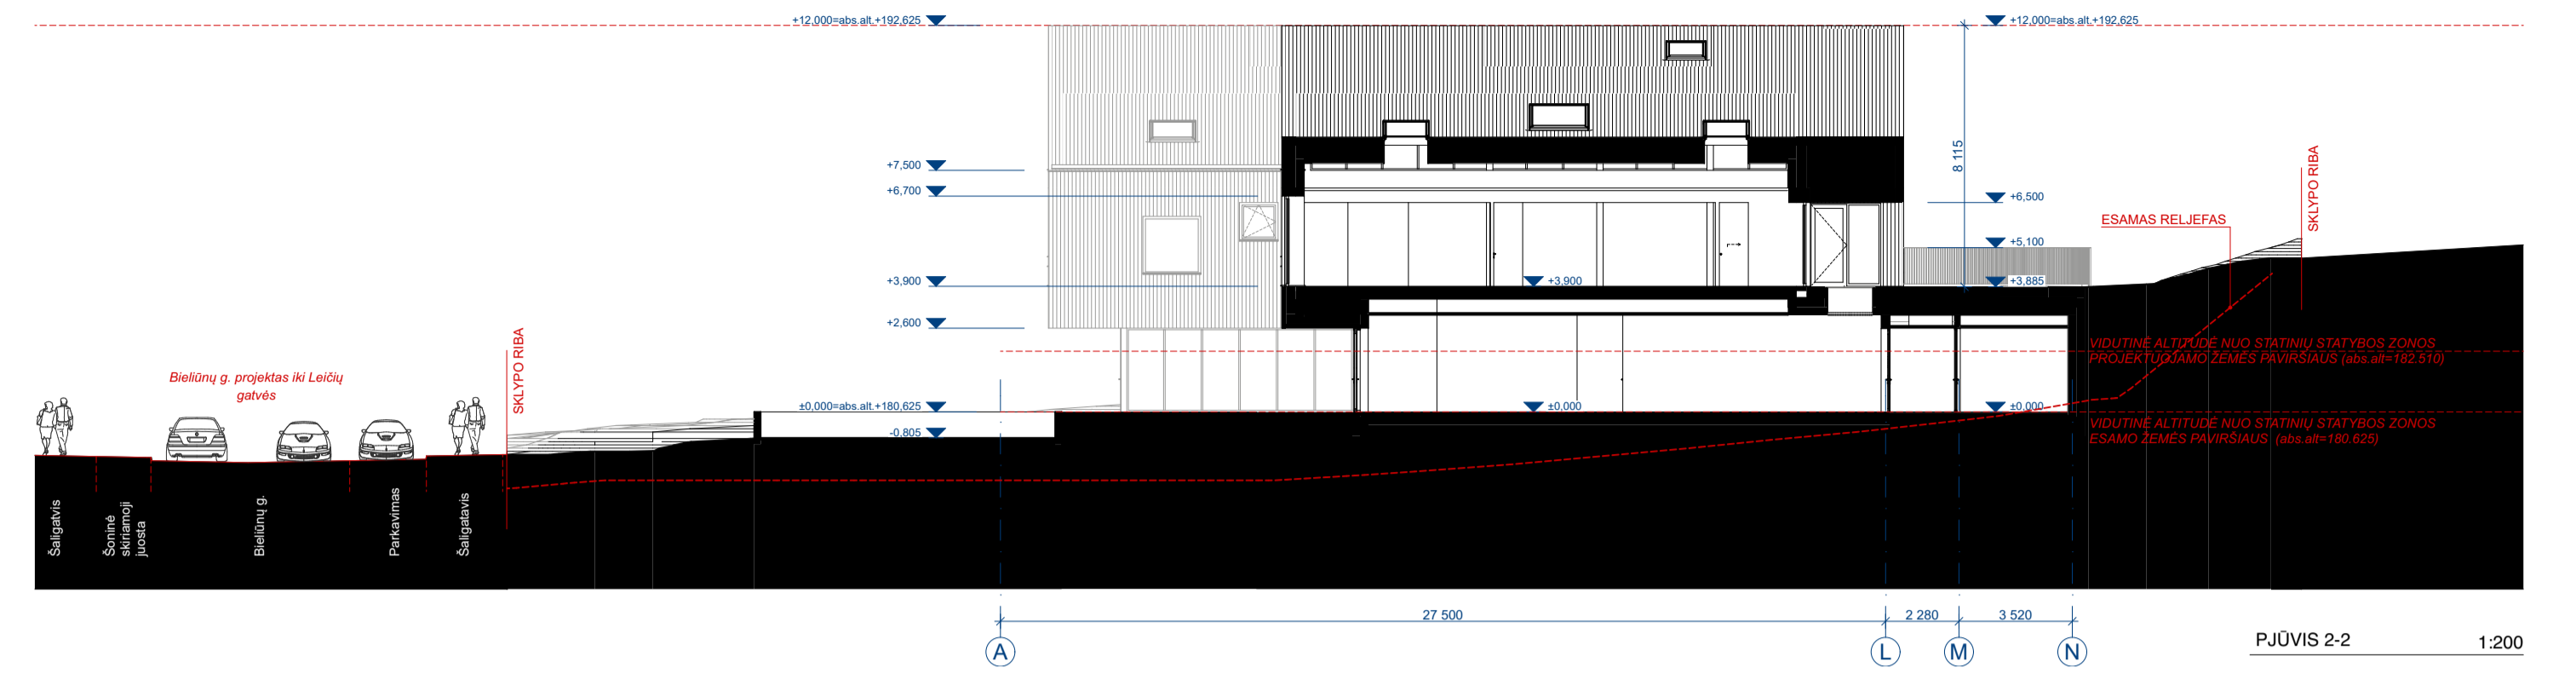 +12,000=abs.alt.+192,625
+12,000=abs.alt.+192,625
8 115
+7,500
+6,700
+6,500
SKLYPO RIBA
ESAMAS RELJEFAS
+5,100
+3,900
+3,900
+3,885
+2,600
SKLYPO RIBA
VIDUTINĖ ALTITUDĖ NUO STATINIŲ STATYBOS ZONOS
PROJEKTUOJAMO ŽEMĖS PAVIRŠIAUS (abs.alt=182.510)
Bieliūnų g. projektas iki Leičių
gatvės
±0,000=abs.alt.+180,625
±0,000
±0,000
-0.805
VIDUTINĖ ALTITUDĖ NUO STATINIŲ STATYBOS ZONOS
ESAMO ŽEMĖS PAVIRŠIAUS (abs.alt=180.625)
Šaligatvis
Šoninė
skiriamoji
juosta
Bieliūnų g.
Parkavimas
Šaligatavis
27 500
2 280
3 520
A
L
M
N
PJŪVIS 2-2
1:200